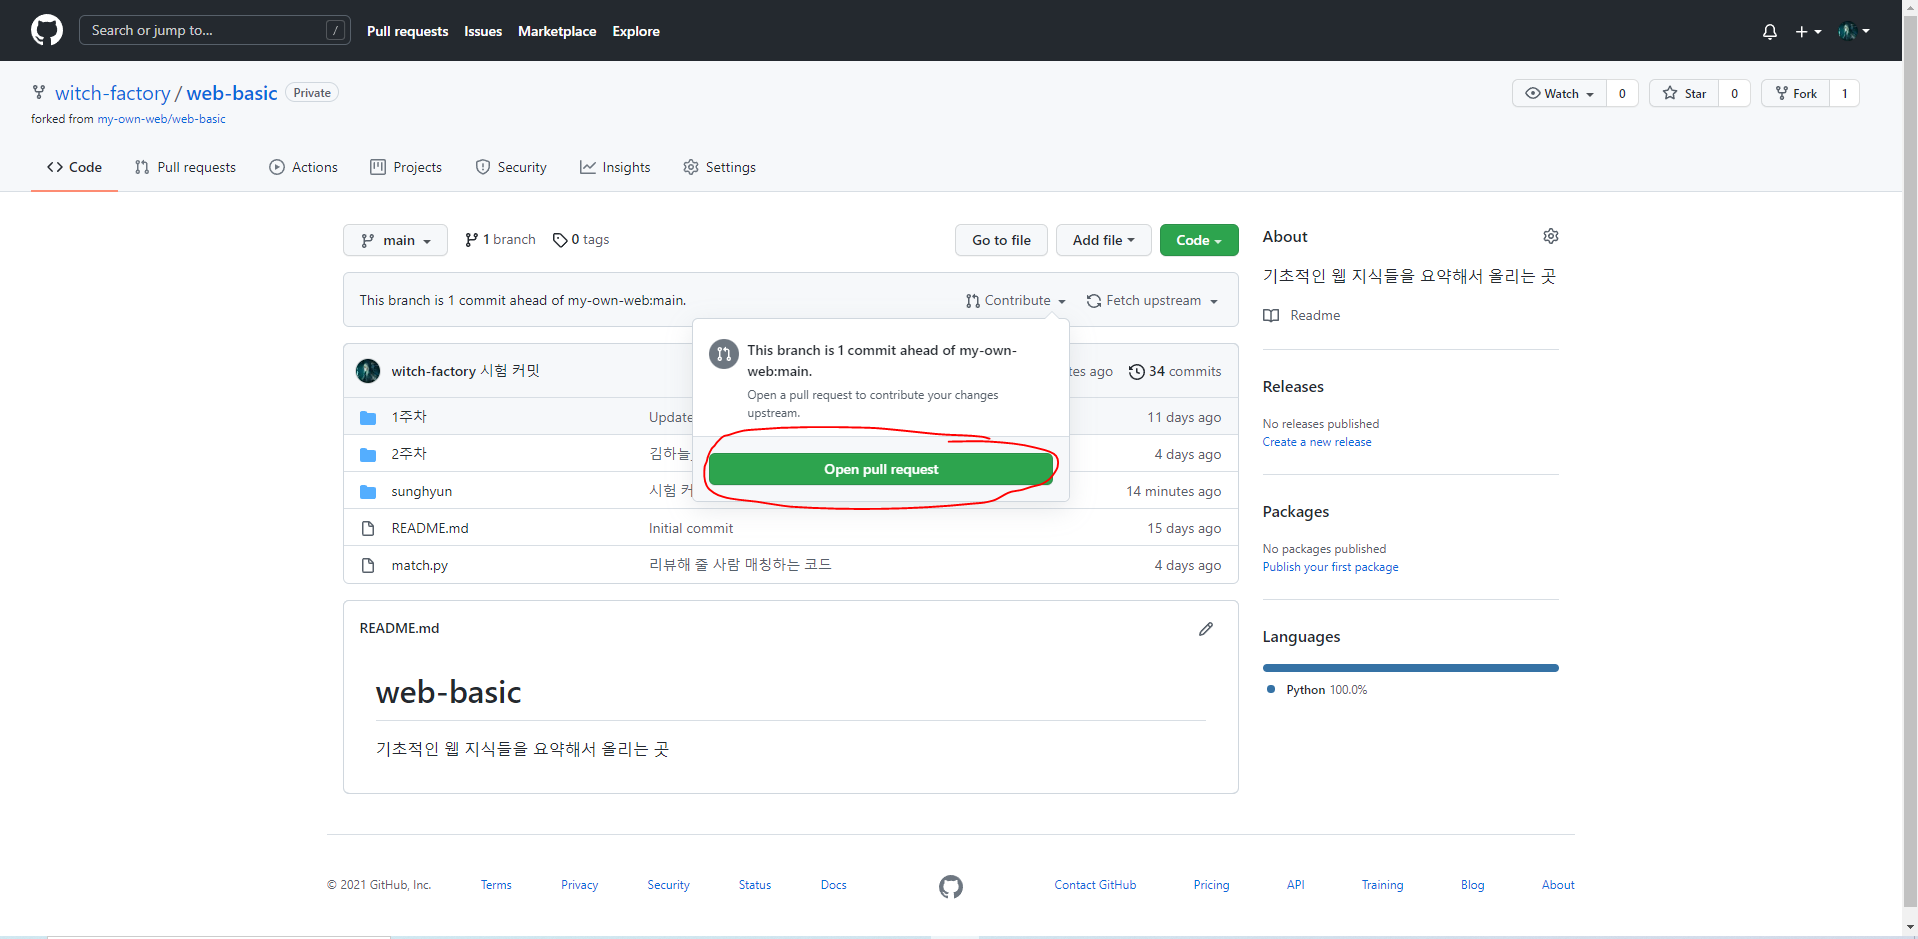 Search or jump to... /
Pull requests Issues Marketplace Explore
witch-factory / web-basic Private
Watch 0 Star 0 Fork 1
forked from my-own-web/web-basic
Code Pull requests Actions Projects Security Insights Settings
main 1 branch 0 tags
Go to file Add file Code
This branch is 1 commit ahead of my-own-web:main.
Contribute Fetch upstream
This branch is 1 commit ahead of my-own-
web:main.
Open a pull request to contribute your changes
upstream.
Open pull request
witch-factory 시험 커밋 ago 34 commits
1주차 Update 11 days ago
2주차 김하늘 4 days ago
sunghyun 시험 14 minutes ago
README.md Initial commit 15 days ago
match.py 리뷰해 줄 사람 매칭하는 코드 4 days ago
README.md
web-basic
기초적인 웹 지식들을 요약해서 올리는 곳
About
기초적인 웹 지식들을 요약해서 올리는 곳
Readme
Releases
No releases published
Create a new release
Packages
No packages published
Publish your first package
Languages
Python 100.0%
© 2021 GitHub, Inc. Terms Privacy Security Status Docs Contact GitHub Pricing API Training Blog About